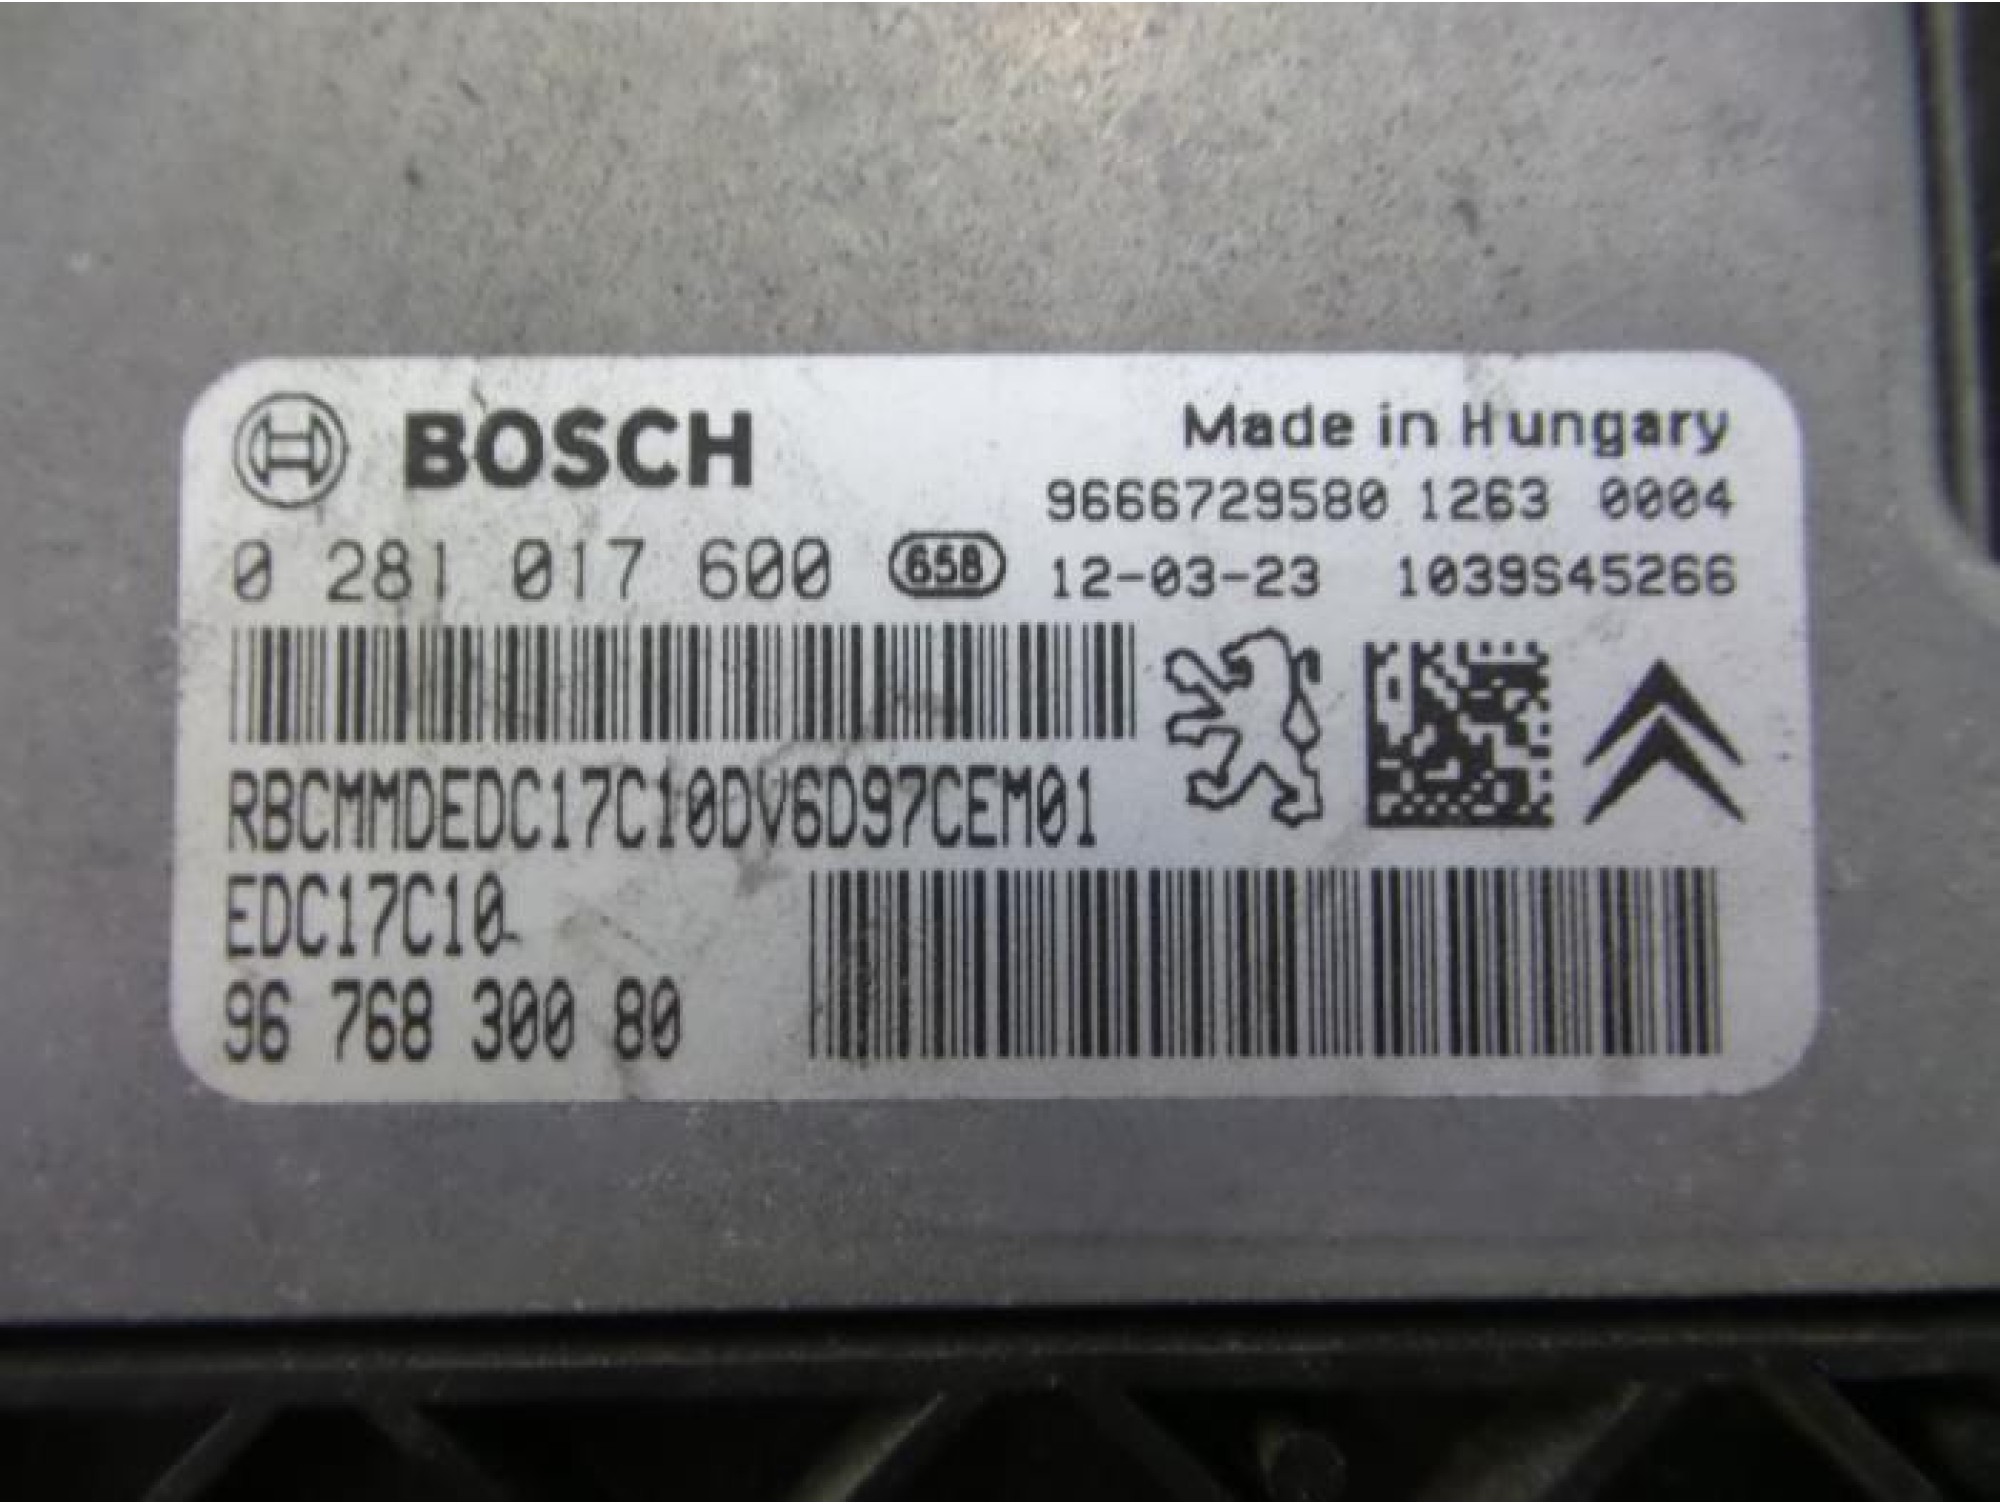 BOSCH
Made in Hungary
9666729580 1263 0004
0 281 017 600 658 12-03-23 1039S45266
RBCMMDEDC17C10DV6D97CEM01
EDC17C10
96 768 300 80